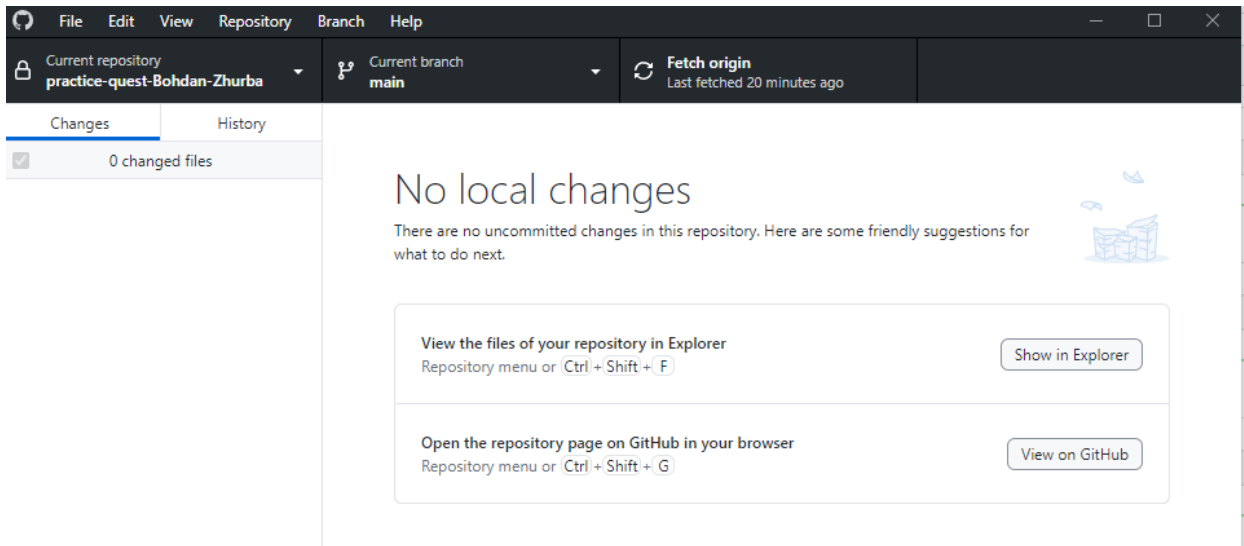 File Edit View Repository Branch Help
Current repository
practice-quest-Bohdan-Zhurba
Current branch
main
Fetch origin
Last fetched 20 minutes ago
Changes History
0 changed files
No local changes
There are no uncommitted changes in this repository. Here are some friendly suggestions for
what to do next.
View the files of your repository in Explorer
Repository menu or Ctrl + Shift + F
Show in Explorer
Open the repository page on GitHub in your browser
Repository menu or Ctrl + Shift + G
View on GitHub